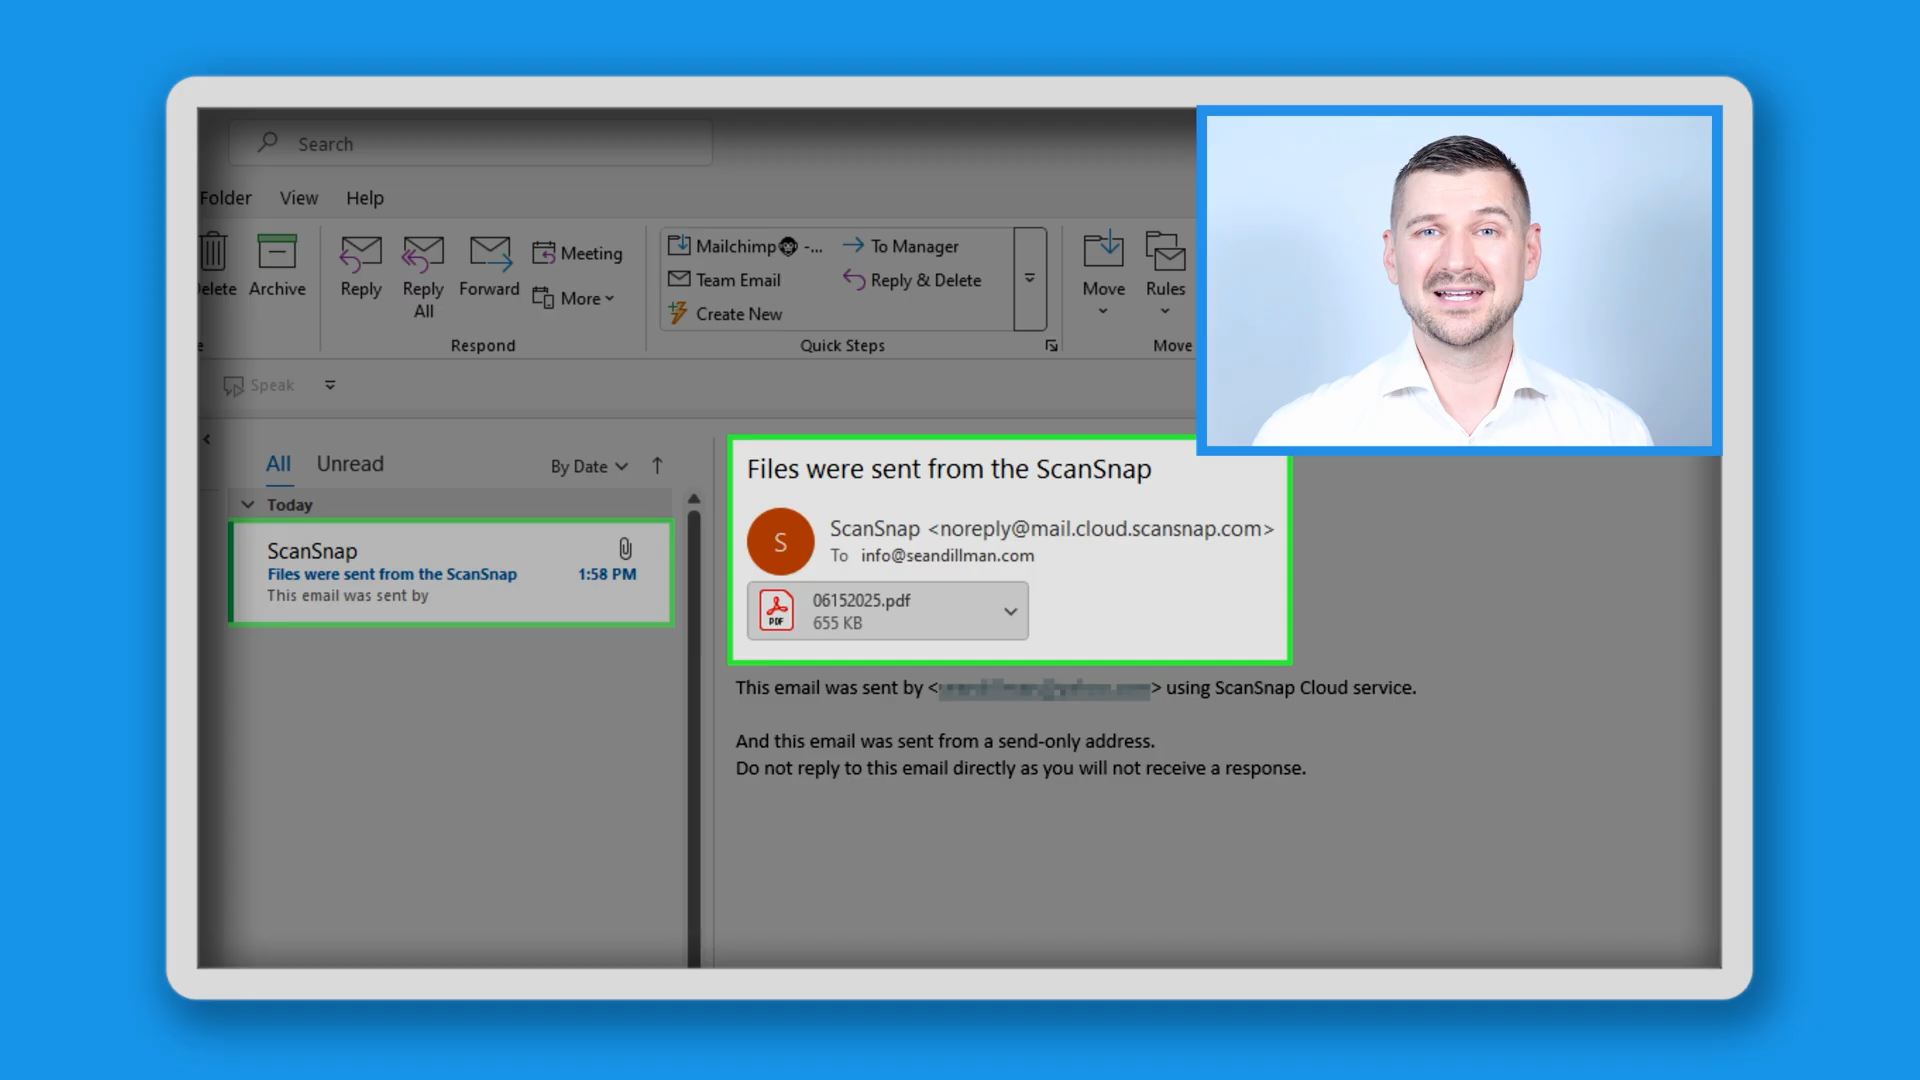 Search
Folder View Help
elete
Archive
Reply
Reply All
Forward
Meeting
More
Respond
Mailchimp -...
To Manager
Team Email
Reply & Delete
Create New
Quick Steps
Move
Rules
Move
Speak
All Unread By Date
Today
ScanSnap
Files were sent from the ScanSnap 1:58 PM
This email was sent by
Files were sent from the ScanSnap
S
ScanSnap <noreply@mail.cloud.scansnap.com>
To info@seandillman.com
PDF
06152025.pdf
655 KB
This email was sent by < > using ScanSnap Cloud service.
And this email was sent from a send-only address.
Do not reply to this email directly as you will not receive a response.